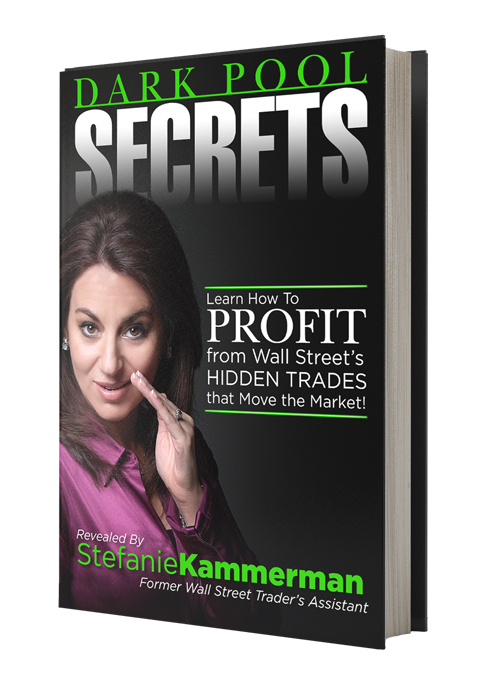 DARK POOL
SECRETS
Learn How To
PROFIT
from Wall Street's
HIDDEN TRADES
that Move the Market!
Revealed By
StefanieKammerman
Former Wall Street Trader's Assistant